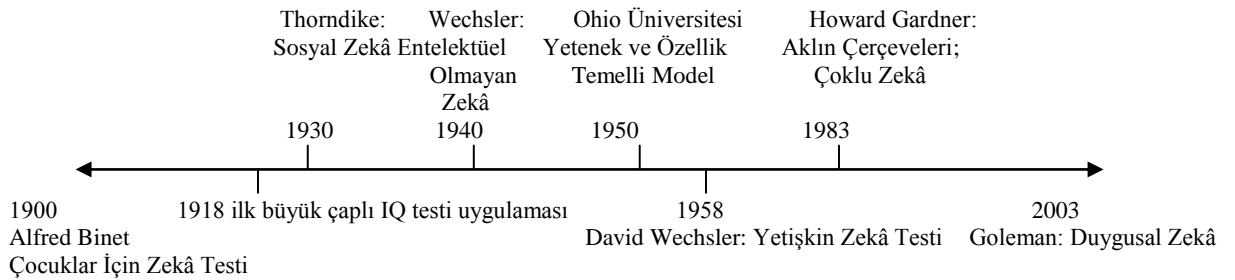 Thorndike: Wechsler: Ohio Üniversitesi Howard Gardner:
Sosyal Zekâ Entelektüel Yetenek ve Özellik Aklın Çerçeveleri;
Olmayan Temelli Model Çoklu Zekâ
Zekâ
1930 1940 1950 1983
1900 1918 ilk büyük çaplı IQ testi uygulaması 1958 2003
Alfred Binet David Wechsler: Yetişkin Zekâ Testi Goleman: Duygusal Zekâ
Çocuklar İçin Zekâ Testi